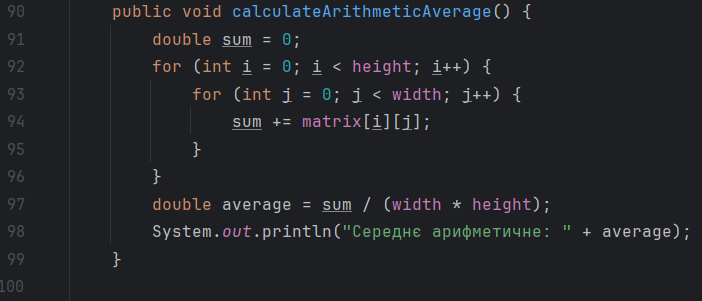 90 public void calculateArithmeticAverage() {
91 double sum = 0;
92 for (int i = 0; i < height; i++) {
93 for (int j = 0; j < width; j++) {
94 sum += matrix[i][j];
95 }
96 }
97 double average = sum / (width * height);
98 System.out.println("Середнє арифметичне: " + average);
99 }
100